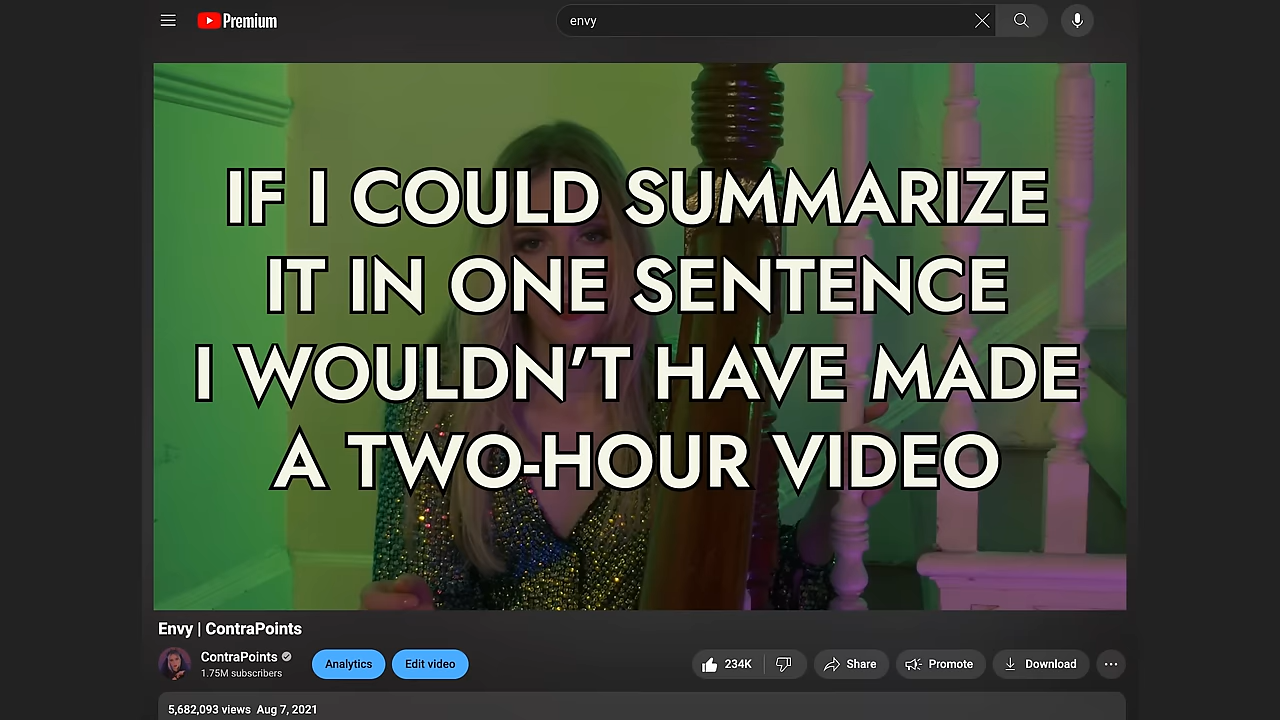 Premium
envy
IF I COULD SUMMARIZE
IT IN ONE SENTENCE
I WOULDN'T HAVE MADE
A TWO-HOUR VIDEO
Envy | ContraPoints
ContraPoints
1.75M subscribers
Analytics
Edit video
234K
Share
Promote
Download
5,682,093 views Aug 7, 2021